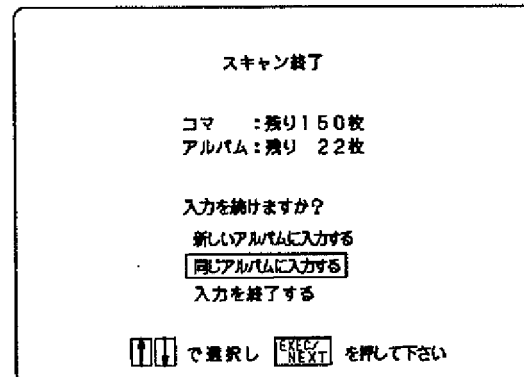 スキャン終了
コマ　：残り１５０枚
アルバム：残り　２２枚
入力を続けますか？
新しいアルバムに入力する
同じアルバムに入力する
入力を終了する
↑↓で選択し EXEC/NEXT を押して下さい